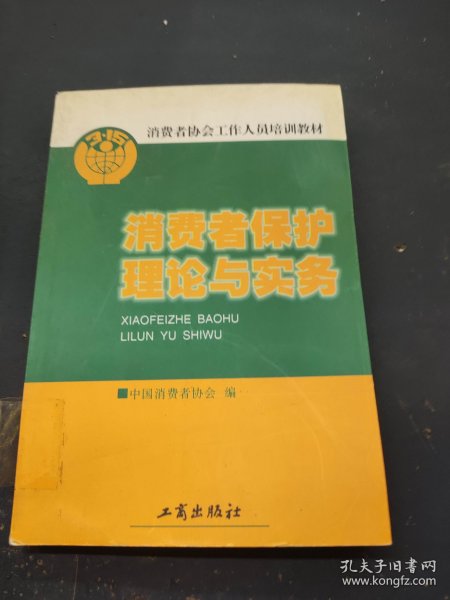 消费者协会工作人员培训教材
3·15
消费者保护
理论与实务
XIAOFEIZHE BAOHU
LILUN YU SHIWU
■中国消费者协会 编
工商出版社
孔夫子旧书网
www.kongfz.com